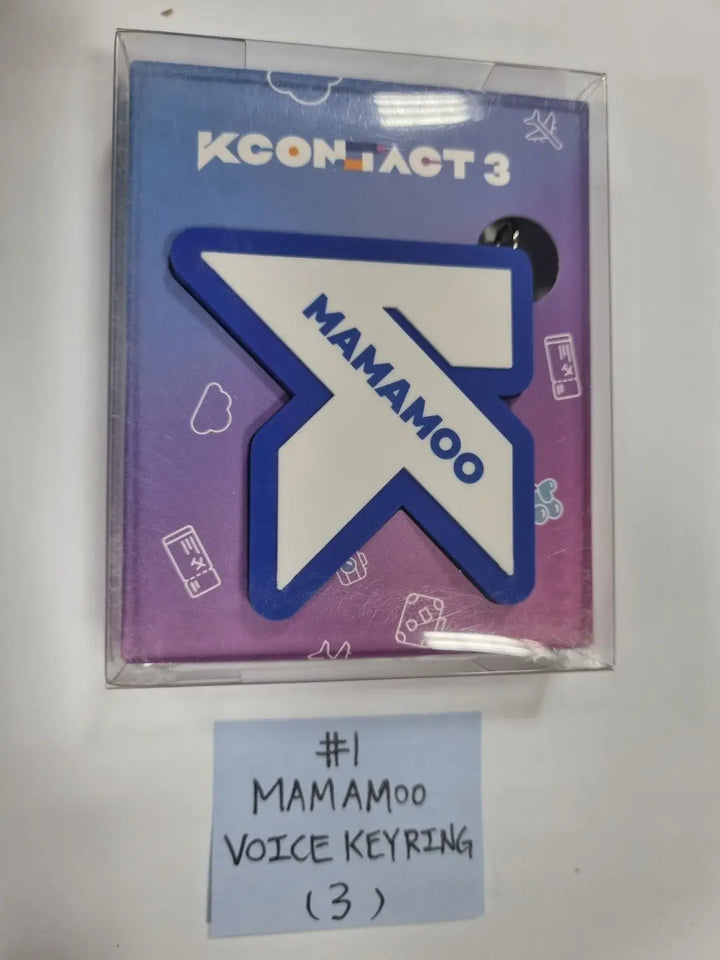 KCONTACT 3
MAMAMOO
#1
MAMAMOO
VOICE KEYRING
(3)